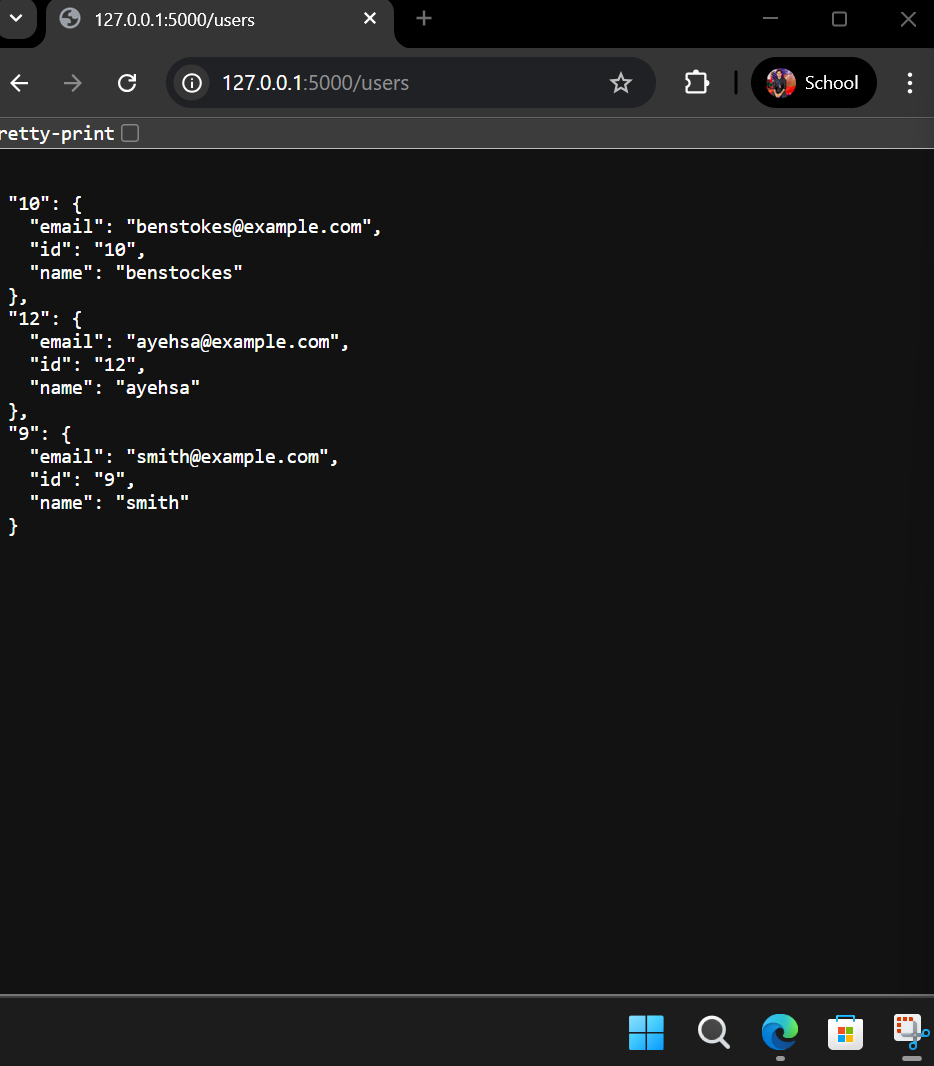 127.0.0.1:5000/users
127.0.0.1:5000/users
School
retty-print
"10": {
"email": "benstokes@example.com",
"id": "10",
"name": "benstockes"
},
"12": {
"email": "ayehsa@example.com",
"id": "12",
"name": "ayehsa"
},
"9": {
"email": "smith@example.com",
"id": "9",
"name": "smith"
}